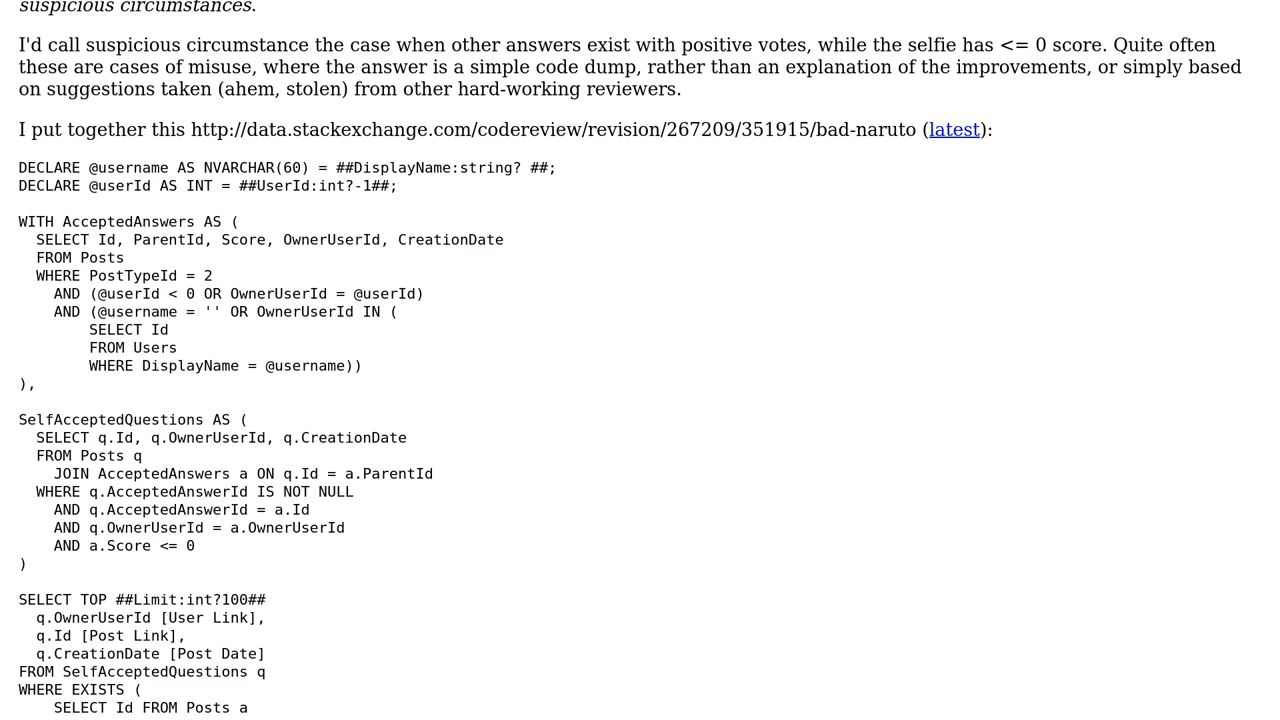 suspicious circumstances.
I'd call suspicious circumstance the case when other answers exist with positive votes, while the selfie has <= 0 score. Quite often
these are cases of misuse, where the answer is a simple code dump, rather than an explanation of the improvements, or simply based
on suggestions taken (ahem, stolen) from other hard-working reviewers.
I put together this http://data.stackexchange.com/codereview/revision/267209/351915/bad-naruto (latest):
DECLARE @username AS NVARCHAR(60) = ##DisplayName:string? ##;
DECLARE @userId AS INT = ##UserId:int?-1##;
WITH AcceptedAnswers AS (
  SELECT Id, ParentId, Score, OwnerUserId, CreationDate
  FROM Posts
  WHERE PostTypeId = 2
    AND (@userId < 0 OR OwnerUserId = @userId)
    AND (@username = '' OR OwnerUserId IN (
        SELECT Id
        FROM Users
        WHERE DisplayName = @username))
),
SelfAcceptedQuestions AS (
  SELECT q.Id, q.OwnerUserId, q.CreationDate
  FROM Posts q
    JOIN AcceptedAnswers a ON q.Id = a.ParentId
  WHERE q.AcceptedAnswerId IS NOT NULL
    AND q.AcceptedAnswerId = a.Id
    AND q.OwnerUserId = a.OwnerUserId
    AND a.Score <= 0
)
SELECT TOP ##Limit:int?100##
  q.OwnerUserId [User Link],
  q.Id [Post Link],
  q.CreationDate [Post Date]
FROM SelfAcceptedQuestions q
WHERE EXISTS (
    SELECT Id FROM Posts a